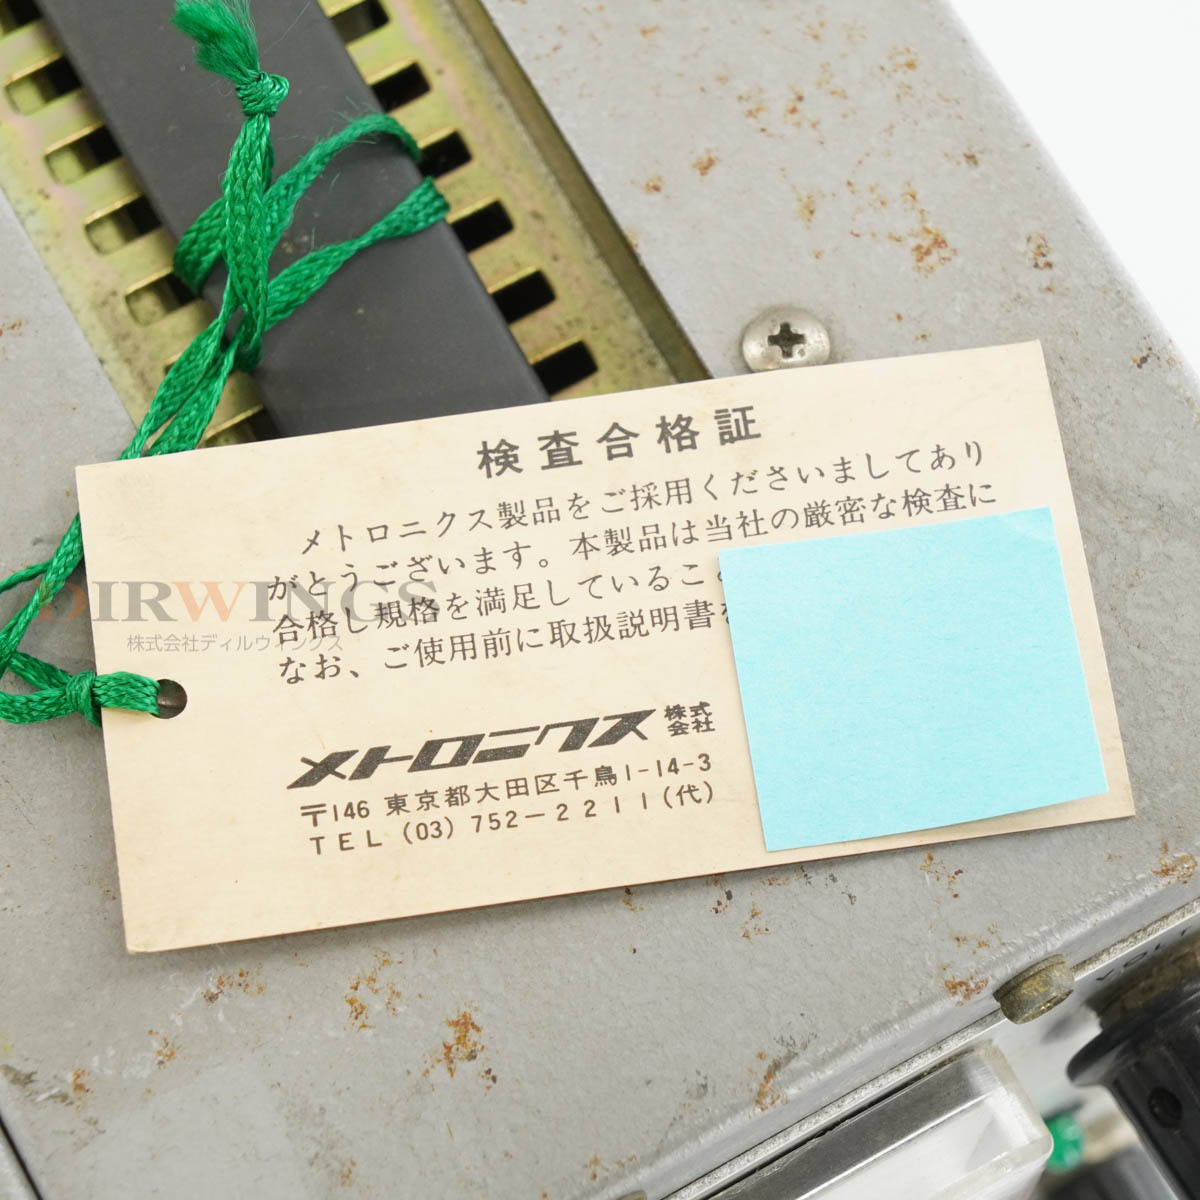 検査合格証
メトロニクス製品をご採用くださいましてあり
がとうございます。本製品は当社の厳密な検査に
合格し規格を満足しているこ
なお、ご使用前に取扱説明書
メトロニクス 株式会社
〒146 東京都大田区千鳥1-14-3
TEL (03) 752-2211(代)
DIRWINGS
株式会社ディルウィングス
VOLT